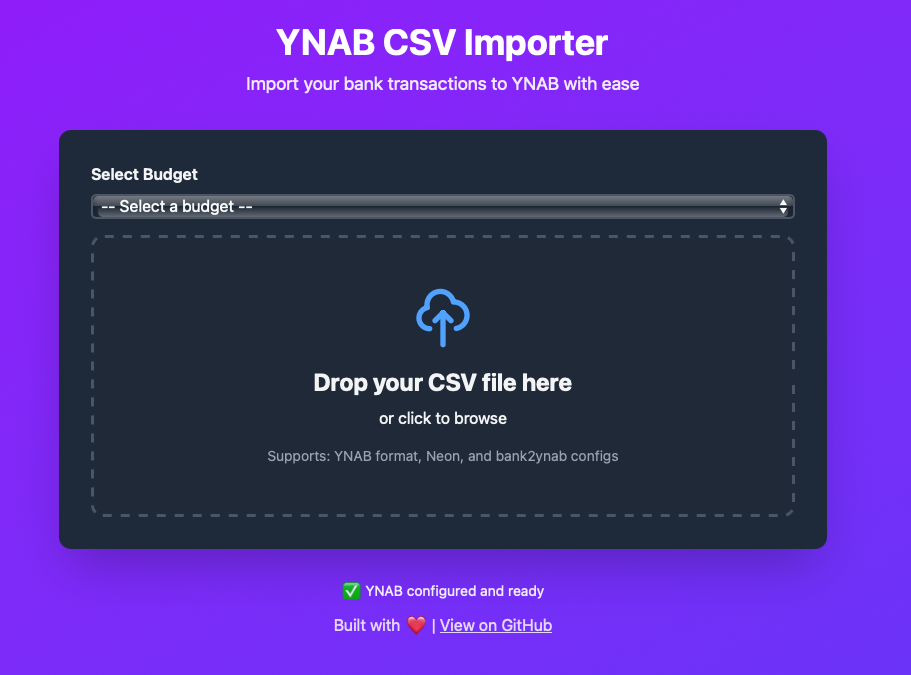 YNAB CSV Importer
Import your bank transactions to YNAB with ease
Select Budget
-- Select a budget --
Drop your CSV file here
or click to browse
Supports: YNAB format, Neon, and bank2ynab configs
✅ YNAB configured and ready
Built with ❤️ | View on GitHub